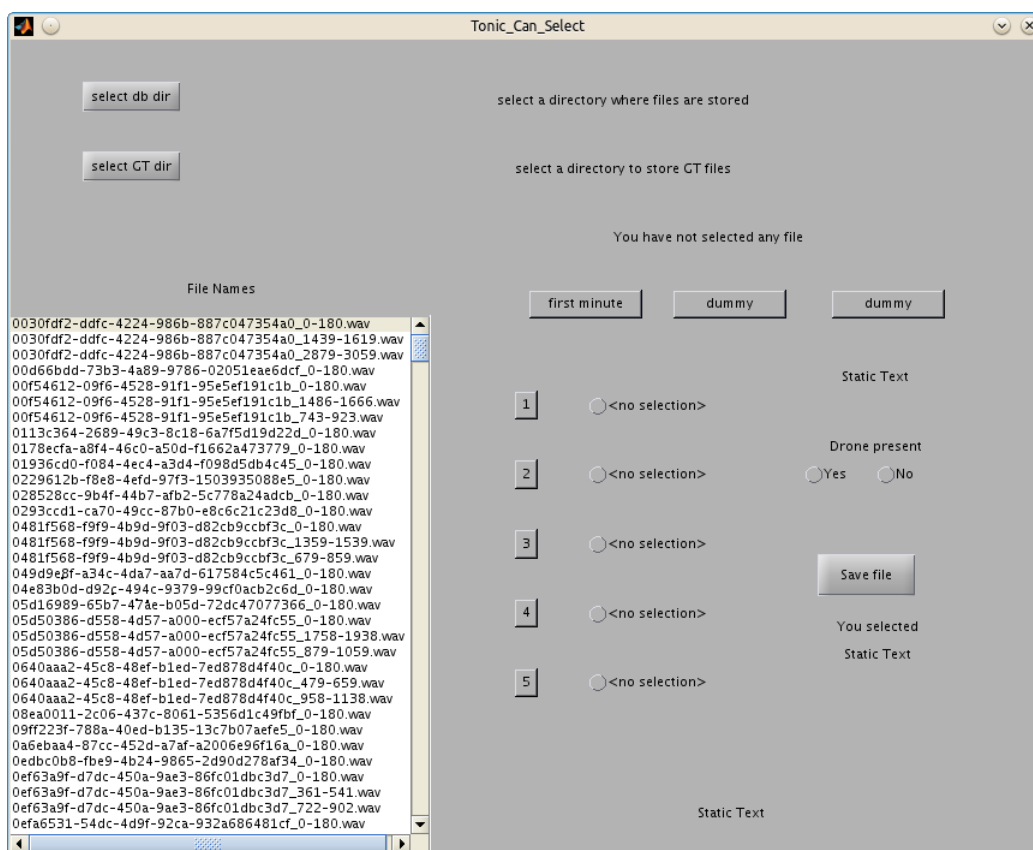 Tonic_Can_Select
select db dir
select a directory where files are stored
select GT dir
select a directory to store GT files
You have not selected any file
File Names
first minute
dummy
dummy
0030fdf2-ddfc-4224-986b-887c047354a0_0-180.wav
0030fdf2-ddfc-4224-986b-887c047354a0_1439-1619.wav
0030fdf2-ddfc-4224-986b-887c047354a0_2879-3059.wav
00d66bdd-73b3-4a89-9786-02051eae6dcf_0-180.wav
00f54612-09f6-4528-91f1-95e5ef191c1b_0-180.wav
00f54612-09f6-4528-91f1-95e5ef191c1b_1486-1666.wav
00f54612-09f6-4528-91f1-95e5ef191c1b_743-923.wav
0113c364-2689-49c3-8c18-6a7f5d19d22d_0-180.wav
0178ecfa-a8f4-46c0-a50d-f1662a473779_0-180.wav
01936cd0-f084-4ec4-a3d4-f098d5db4c45_0-180.wav
0229612b-f8e8-4efd-97f3-1503935088e5_0-180.wav
028528cc-9b4f-44b7-afb2-5c778a24adcb_0-180.wav
0293ccd1-ca70-49cc-87b0-e8c6c21c23d8_0-180.wav
0481f568-f9f9-4b9d-9f03-d82cb9ccbf3c_0-180.wav
0481f568-f9f9-4b9d-9f03-d82cb9ccbf3c_1359-1539.wav
0481f568-f9f9-4b9d-9f03-d82cb9ccbf3c_679-859.wav
049d9e8f-a34c-4da7-aa7d-617584c5c461_0-180.wav
04e83b0d-d92c-494c-9379-99cf0acb2c6d_0-180.wav
05d16989-65b7-47ae-b05d-72dc47077366_0-180.wav
05d50386-d558-4d57-a000-ecf57a24fc55_0-180.wav
05d50386-d558-4d57-a000-ecf57a24fc55_1758-1938.wav
05d50386-d558-4d57-a000-ecf57a24fc55_879-1059.wav
0640aaa2-45c8-48ef-b1ed-7ed878d4f40c_0-180.wav
0640aaa2-45c8-48ef-b1ed-7ed878d4f40c_479-659.wav
0640aaa2-45c8-48ef-b1ed-7ed878d4f40c_958-1138.wav
08ea0011-2c06-437c-8061-5356d1c49fbf_0-180.wav
09ff223f-788a-40ed-b135-13c7b07aefe5_0-180.wav
0a6ebaa4-87cc-452d-a7af-a2006e96f16a_0-180.wav
0edbc0b8-fbe9-4b24-9865-2d90d278af34_0-180.wav
0ef63a9f-d7dc-450a-9ae3-86fc01dbc3d7_0-180.wav
0ef63a9f-d7dc-450a-9ae3-86fc01dbc3d7_361-541.wav
0ef63a9f-d7dc-450a-9ae3-86fc01dbc3d7_722-902.wav
0efa6531-54dc-4d9f-92ca-932a686481cf_0-180.wav
1 <no selection>
2 <no selection>
3 <no selection>
4 <no selection>
5 <no selection>
Static Text
Drone present
Yes No
Save file
You selected
Static Text
Static Text